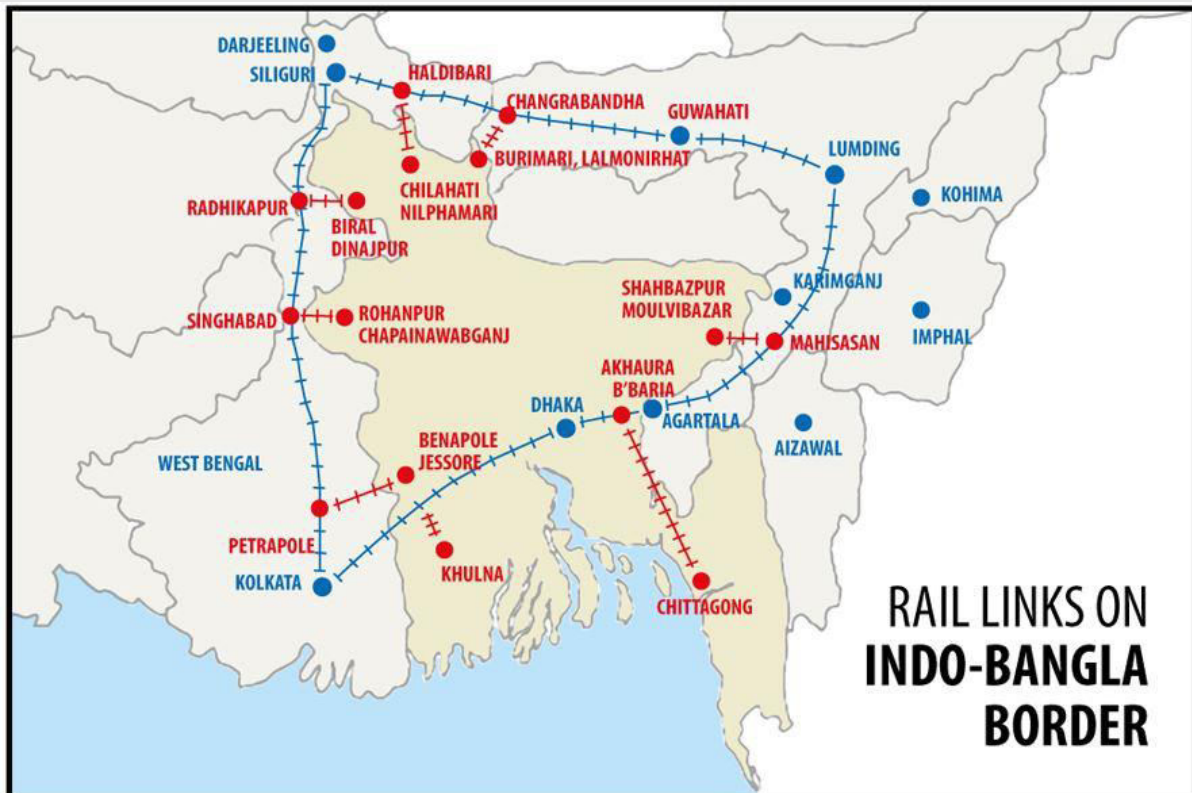 DARJEELING
SILIGURI
HALDIBARI
CHANGRABANDHA
GUWAHATI
BURIMARI, LALMONIRHAT
LUMDING
KOHIMA
CHILAHATI
NILPHAMARI
RADHIKAPUR
BIRAL
DINAJPUR
KARIMGANJ
SHAHBAZPUR
MOULVIBAZAR
SINGHABAD
ROHANPUR
CHAPAINAWABGANJ
IMPHAL
MAHISASAN
AKHAURA
B'BARIA
DHAKA
AGARTALA
AIZAWAL
BENAPOLE
JESSORE
WEST BENGAL
PETRAPOLE
KHULNA
KOLKATA
CHITTAGONG
RAIL LINKS ON
INDO-BANGLA
BORDER